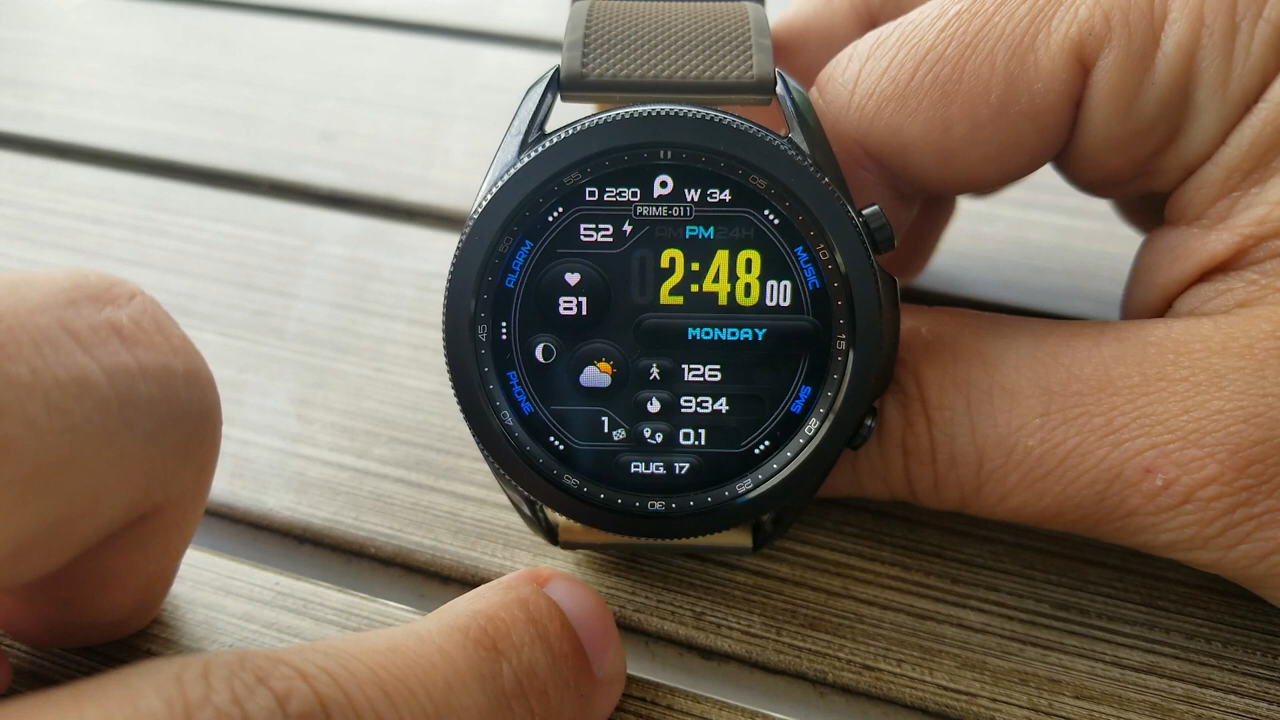 D 230 P W 34
PRIME-011
52 AM PM 24H
2:48 00
81
MONDAY
126
934
1 0.1
AUG. 17
ALARM
MUSIC
PHONE
SMS
05
10
15
20
25
30
35
40
45
50
55